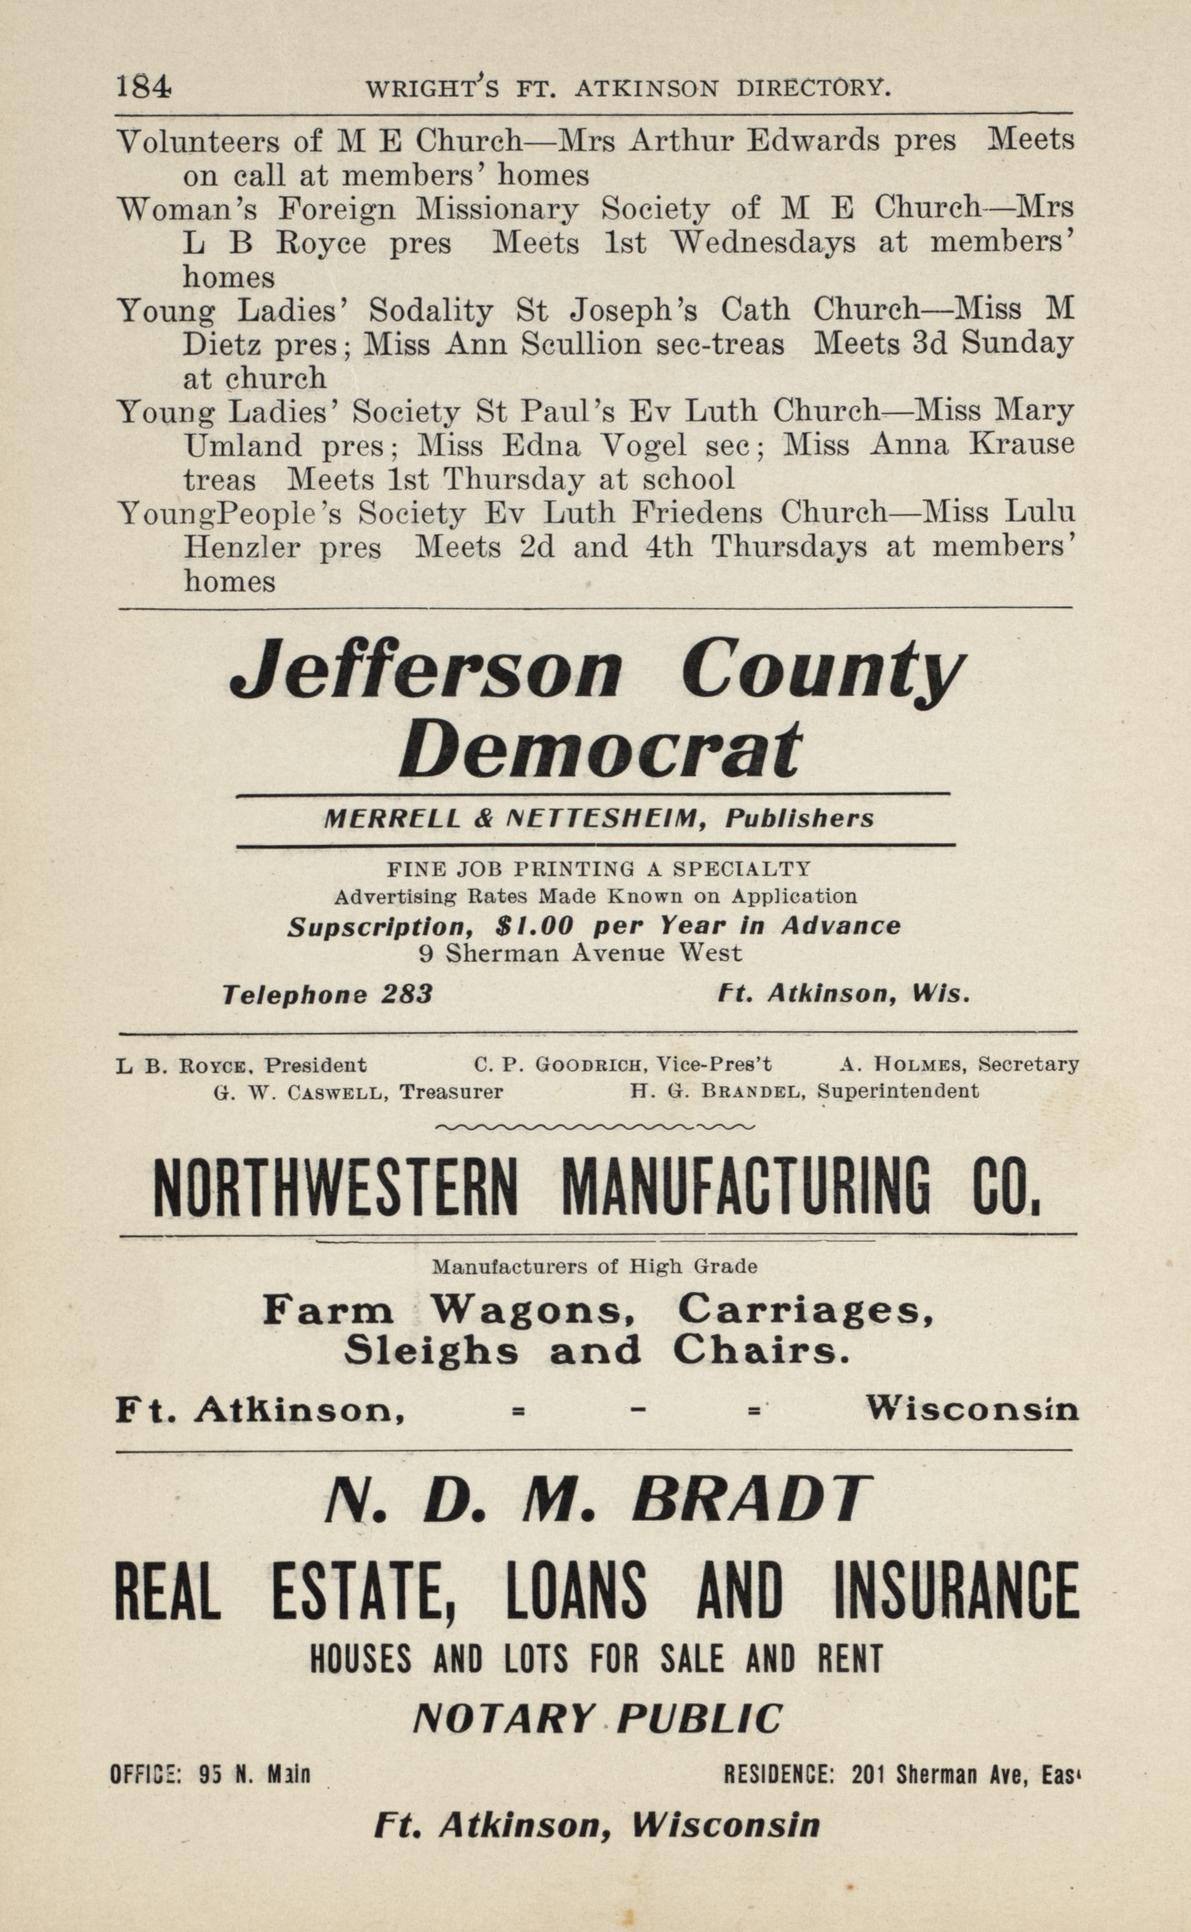 184 WRIGHT'S FT. ATKINSON DIRECTORY.
Volunteers of M E Church—Mrs Arthur Edwards pres Meets
on call at members' homes
Woman's Foreign Missionary Society of M E Church—Mrs
L B Royce pres Meets 1st Wednesdays at members'
homes
Young Ladies' Sodality St Joseph's Cath Church—Miss M
Dietz pres; Miss Ann Scullion sec-treas Meets 3d Sunday
at church
Young Ladies' Society St Paul's Ev Luth Church—Miss Mary
Umland pres; Miss Edna Vogel sec; Miss Anna Krause
treas Meets 1st Thursday at school
YoungPeople's Society Ev Luth Friedens Church—Miss Lulu
Henzler pres Meets 2d and 4th Thursdays at members'
homes
Jefferson County
Democrat
MERRELL & NETTESHEIM, Publishers
FINE JOB PRINTING A SPECIALTY
Advertising Rates Made Known on Application
Supscription, $1.00 per Year in Advance
9 Sherman Avenue West
Telephone 283 Ft. Atkinson, Wis.
L B. ROYCE, President C. P. GOODRICH, Vice-Pres't A. HOLMES, Secretary
G. W. CASWELL, Treasurer H. G. BRANDEL, Superintendent
NORTHWESTERN MANUFACTURING CO.
Manufacturers of High Grade
Farm Wagons, Carriages,
Sleighs and Chairs.
Ft. Atkinson, = - = Wisconsin
N. D. M. BRADT
REAL ESTATE, LOANS AND INSURANCE
HOUSES AND LOTS FOR SALE AND RENT
NOTARY PUBLIC
OFFICE: 95 N. Main RESIDENCE: 201 Sherman Ave, East
Ft. Atkinson, Wisconsin